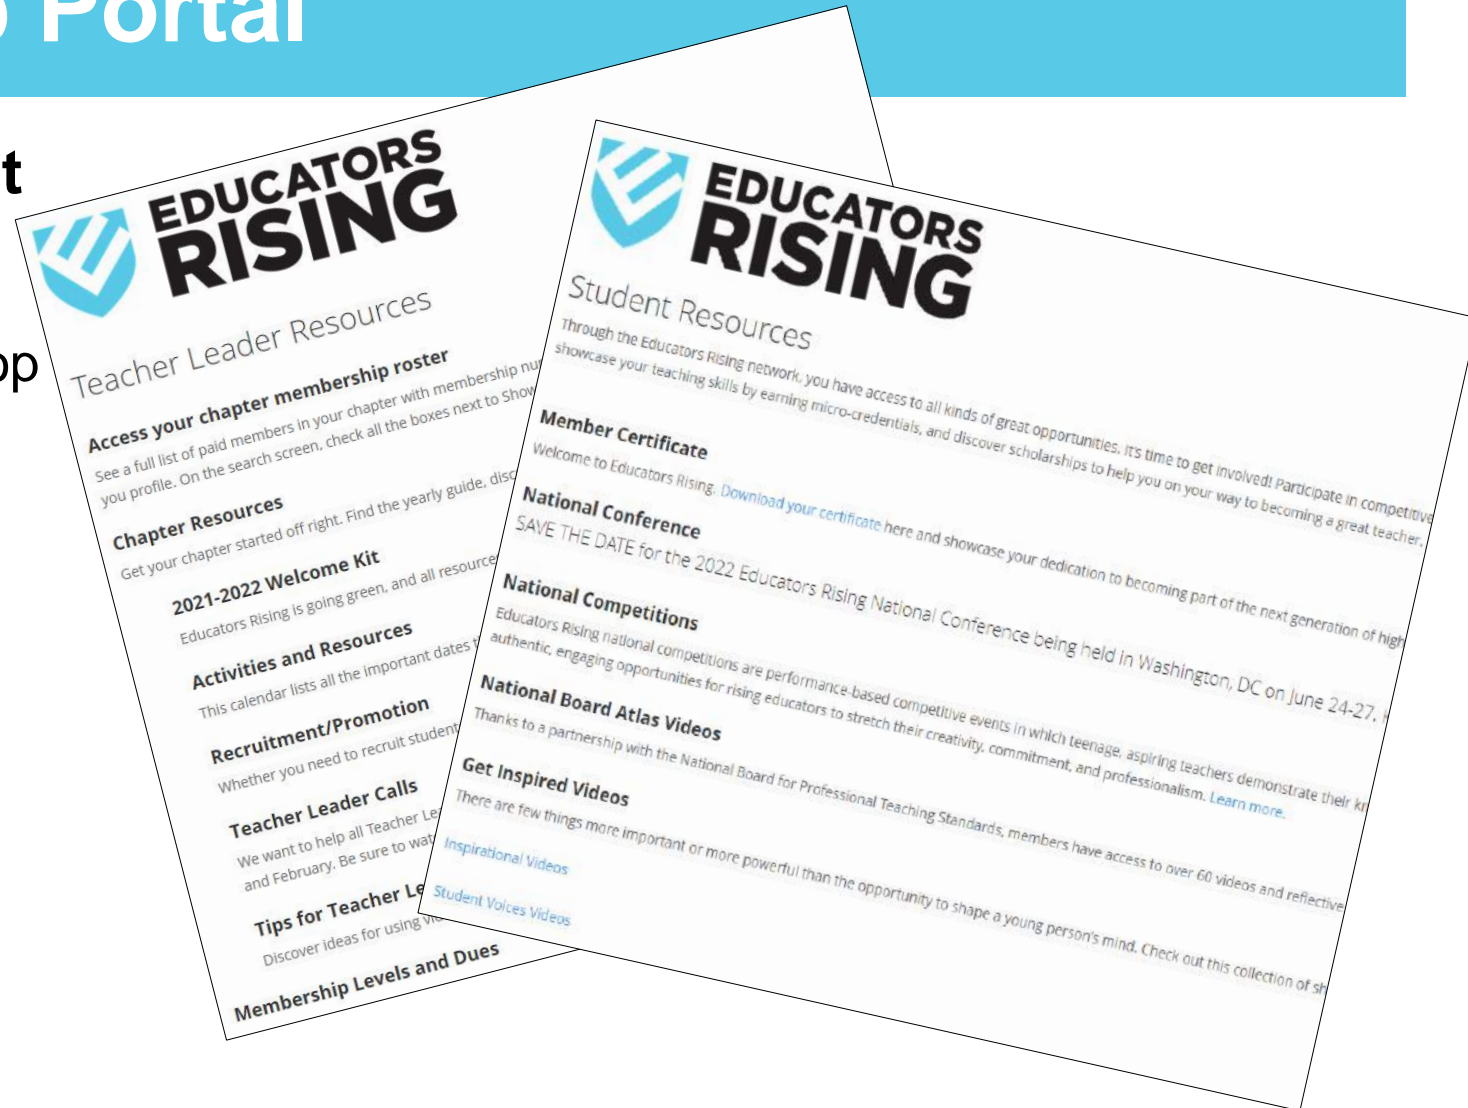 Portal
t
pp
EDUCATORS
RISING
Teacher Leader Resources
Access your chapter membership roster
See a full list of paid members in your chapter with membership
you profile. On the search screen, check all the boxes next to Show
Chapter Resources
Get your chapter started off right. Find the yearly guide,
2021-2022 Welcome Kit
Educators Rising is going green, and all resource
Activities and Resources
This calendar lists all the important dates
Recruitment/Promotion
Whether you need to recruit student
Teacher Leader Calls
We want to help all Teacher
and February. Be sure to
Tips for Teacher
Discover ideas for using
Membership Levels and Dues
EDUCATORS
RISING
Student Resources
Through the Educators Rising network, you have access to all kinds of great opportunities. It's time to get involved! Participate in competitive
showcase your teaching skills by earning micro-credentials, and discover scholarships to help you on your way to becoming a great teacher.
Member Certificate
Welcome to Educators Rising. Download your certificate here and showcase your dedication to becoming part of the next generation of high
National Conference
SAVE THE DATE for the 2022 Educators Rising National Conference being held in Washington, DC on June 24-27,
National Competitions
Educators Rising national competitions are performance-based competitive events in which teenage, aspiring teachers demonstrate their
authentic, engaging opportunities for rising educators to stretch their creativity, commitment, and professionalism. Learn more.
National Board Atlas Videos
Thanks to a partnership with the National Board for Professional Teaching Standards, members have access to over 60 videos and reflective
Get Inspired Videos
There are few things more important or more powerful than the opportunity to shape a young person's mind. Check out this collection of sh
Inspirational Videos
Student Voices Videos